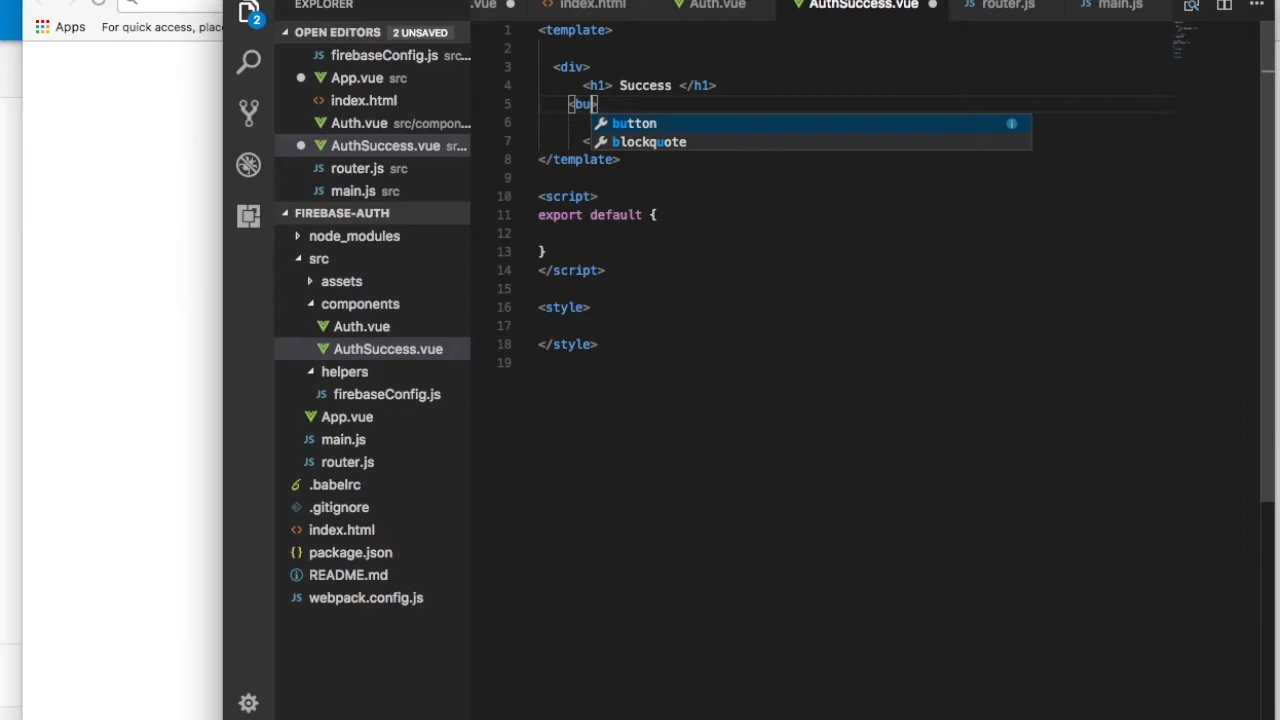 EXPLORER
.vue
index.html
Auth.vue
AuthSuccess.vue
router.js
main.js
2
Apps
For quick access, plac
OPEN EDITORS 2 UNSAVED
firebaseConfig.js sr...
App.vue src
index.html
Auth.vue src/compon...
AuthSuccess.vue sr...
router.js src
main.js src
FIREBASE-AUTH
node_modules
src
assets
components
Auth.vue
AuthSuccess.vue
helpers
firebaseConfig.js
App.vue
main.js
router.js
.babelrc
.gitignore
index.html
package.json
README.md
webpack.config.js
1 <template>
2
3 <div>
4 <h1> Success </h1>
5 <bu>
button
blockquote
6
7 <
8 </template>
9
10 <script>
11 export default {
12
13 }
14 </script>
15
16 <style>
17
18 </style>
19